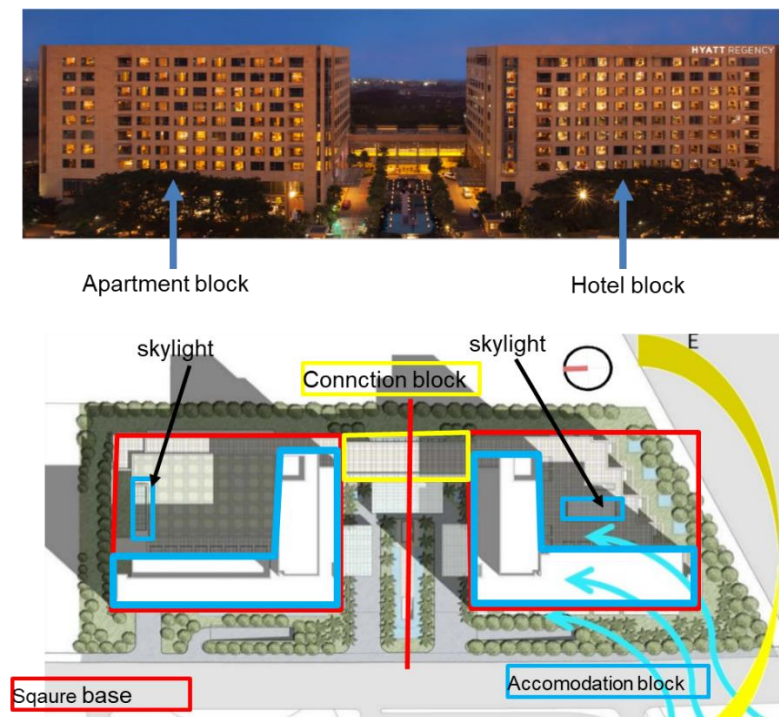 HYATT REGENCY
Apartment block
Hotel block
skylight
skylight
E
Connction block
Sqaure base
Accomodation block